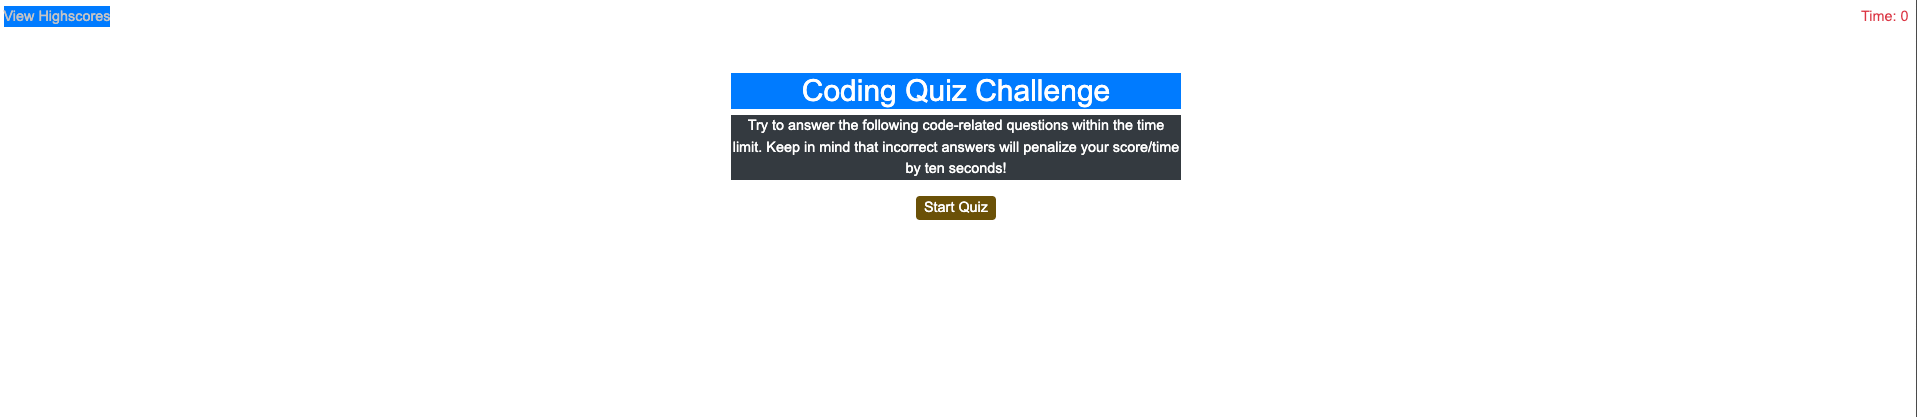 View Highscores
Time: 0
Coding Quiz Challenge
Try to answer the following code-related questions within the time
limit. Keep in mind that incorrect answers will penalize your score/time
by ten seconds!
Start Quiz